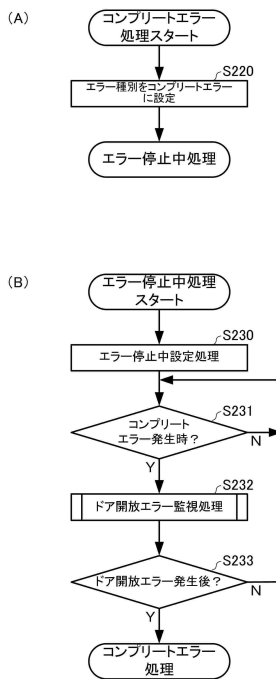 (A)
コンプリートエラー
処理スタート
S220
エラー種別をコンプリートエラー
に設定
エラー停止中処理
(B)
エラー停止中処理
スタート
S230
エラー停止中設定処理
S231
コンプリート
エラー発生時?
N
Y
S232
ドア開放エラー監視処理
S233
ドア開放エラー発生後?
N
Y
コンプリートエラー
処理